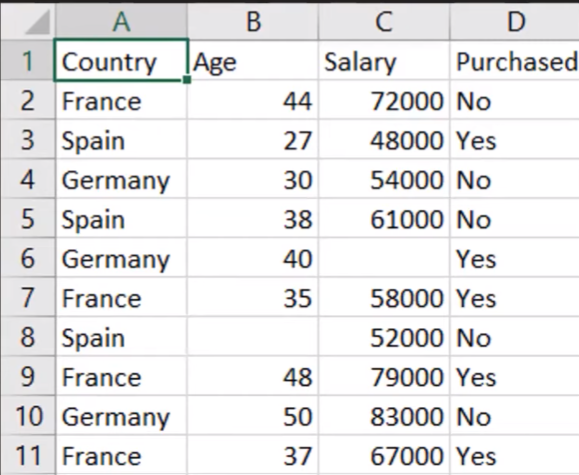 A B C D
1 Country Age Salary Purchased
2 France 44 72000 No
3 Spain 27 48000 Yes
4 Germany 30 54000 No
5 Spain 38 61000 No
6 Germany 40 Yes
7 France 35 58000 Yes
8 Spain 52000 No
9 France 48 79000 Yes
10 Germany 50 83000 No
11 France 37 67000 Yes